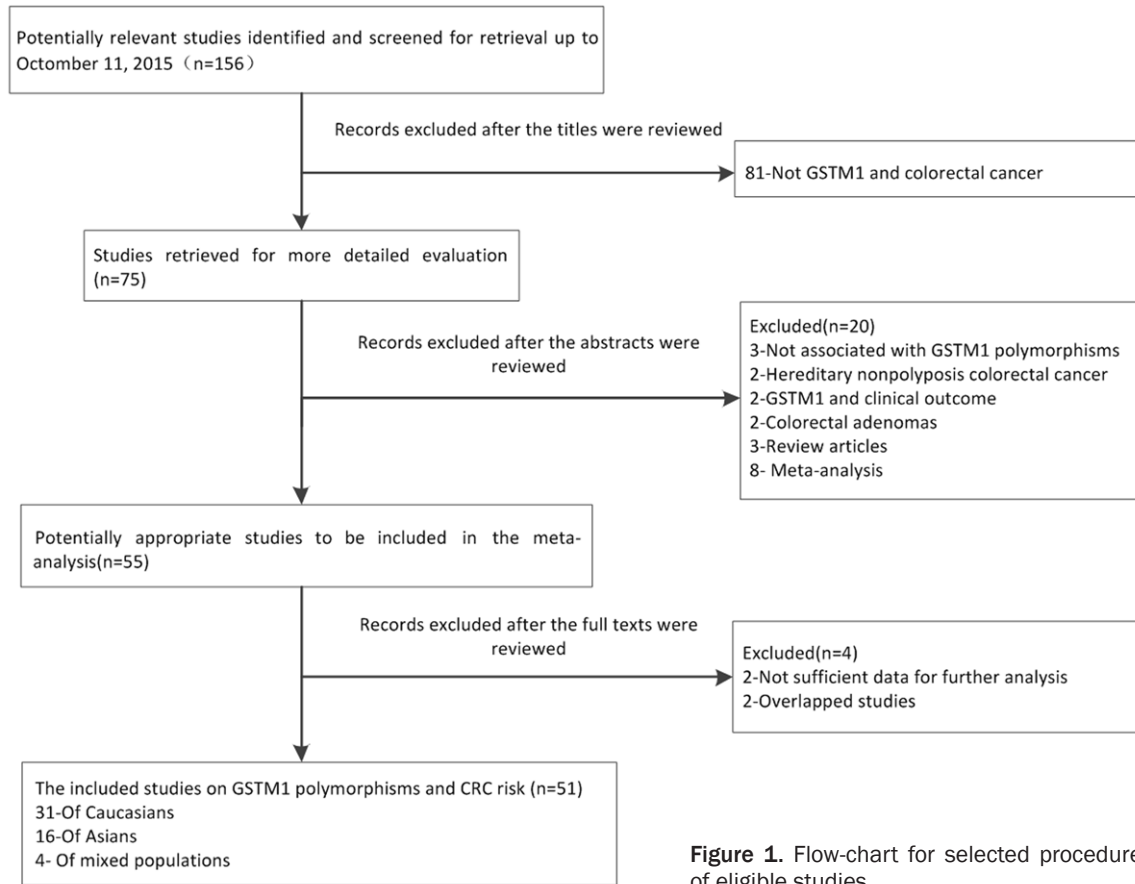 Potentially relevant studies identified and screened for retrieval up to
Octomber 11, 2015（n=156）
Records excluded after the titles were reviewed
81-Not GSTM1 and colorectal cancer
Studies retrieved for more detailed evaluation
(n=75)
Records excluded after the abstracts were
reviewed
Excluded(n=20)
3-Not associated with GSTM1 polymorphisms
2-Hereditary nonpolyposis colorectal cancer
2-GSTM1 and clinical outcome
2-Colorectal adenomas
3-Review articles
8- Meta-analysis
Potentially appropriate studies to be included in the meta-
analysis(n=55)
Records excluded after the full texts were
reviewed
Excluded(n=4)
2-Not sufficient data for further analysis
2-Overlapped studies
The included studies on GSTM1 polymorphisms and CRC risk (n=51)
31-Of Caucasians
16-Of Asians
4- Of mixed populations
Figure 1. Flow-chart for selected procedure
of eligible studies